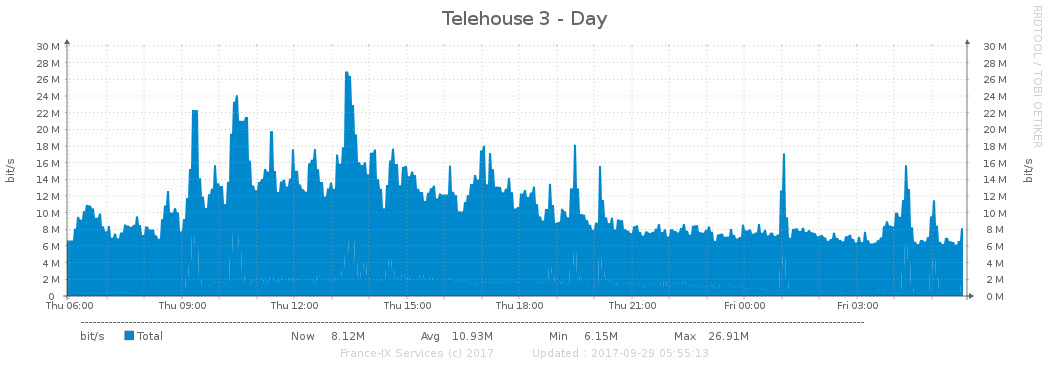 Telehouse 3 - Day
RRDTOOL / TOBI OETIKER
bit/s
30 M 30 M
28 M 28 M
26 M 26 M
24 M 24 M
22 M 22 M
20 M 20 M
18 M 18 M
16 M 16 M
14 M 14 M
12 M 12 M
10 M 10 M
8 M 8 M
6 M 6 M
4 M 4 M
2 M 2 M
0 0 M
bit/s
Thu 06:00 Thu 09:00 Thu 12:00 Thu 15:00 Thu 18:00 Thu 21:00 Fri 00:00 Fri 03:00
bit/s Total Now 8.12M Avg 10.93M Min 6.15M Max 26.91M
France-IX Services (c) 2017 Updated : 2017-09-29 05:55:13